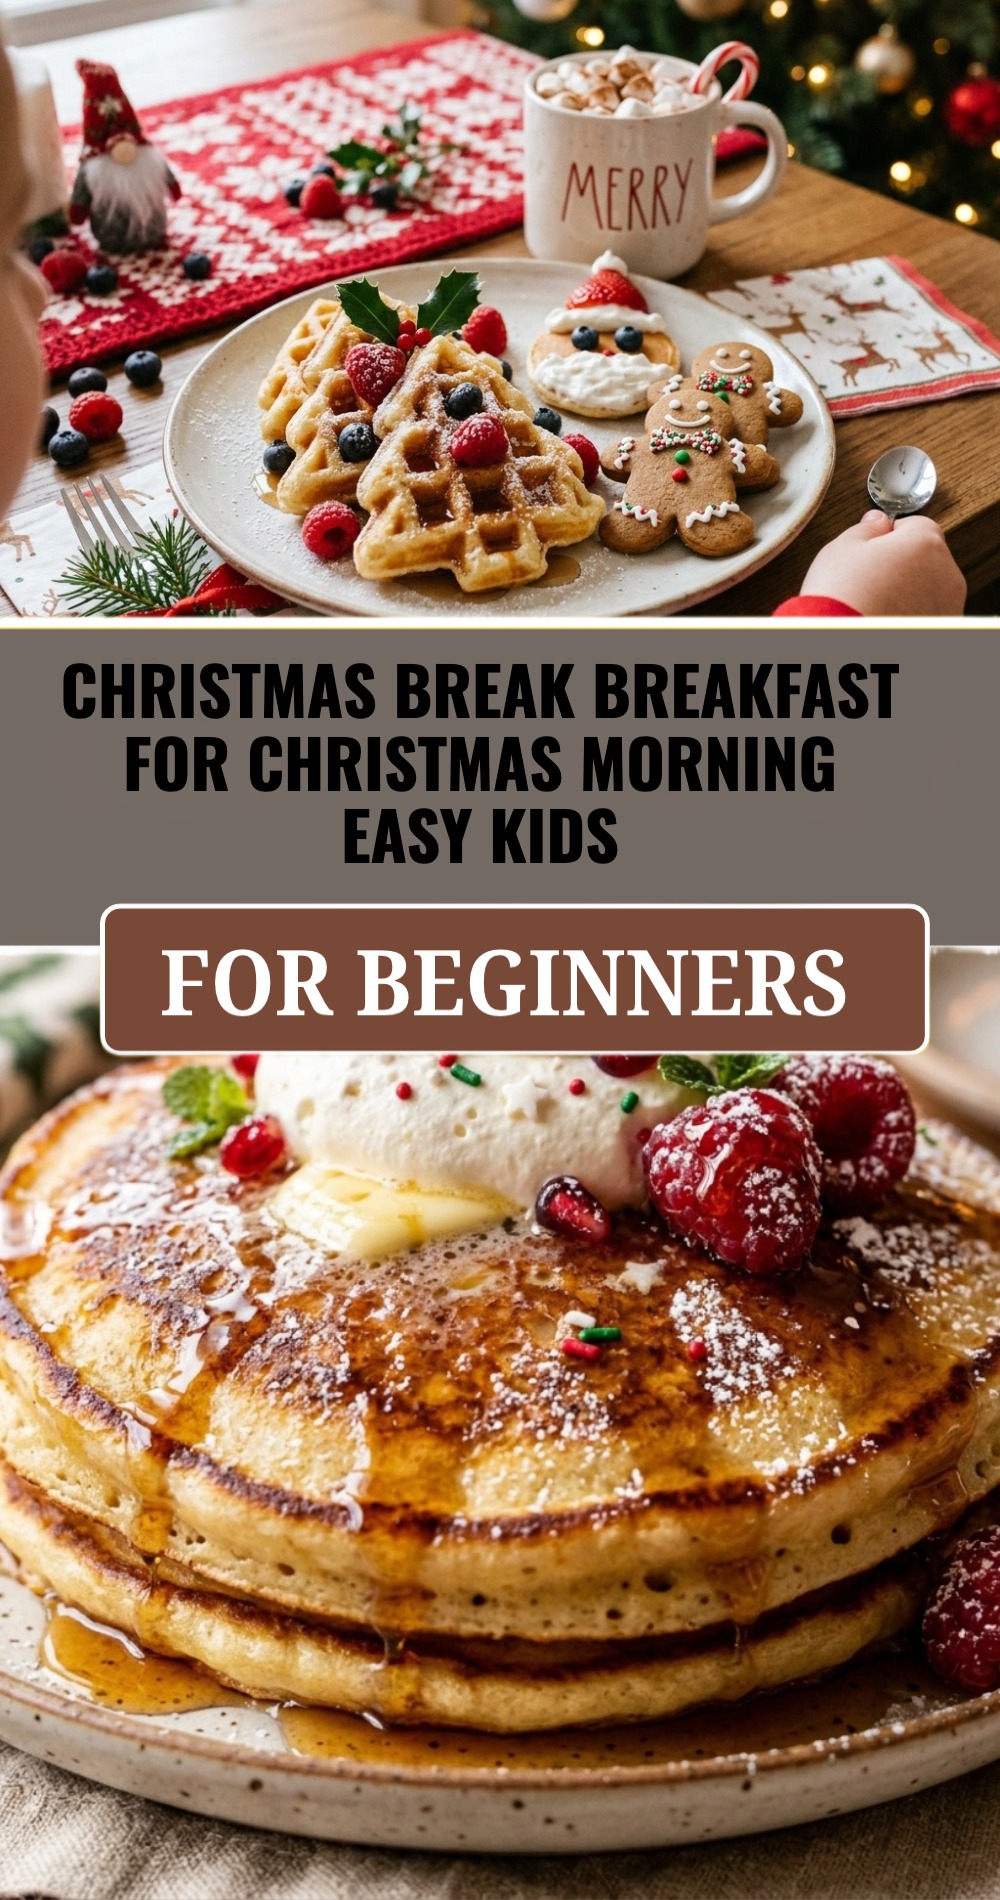 MERRY
CHRISTMAS BREAK BREAKFAST
FOR CHRISTMAS MORNING
EASY KIDS
FOR BEGINNERS